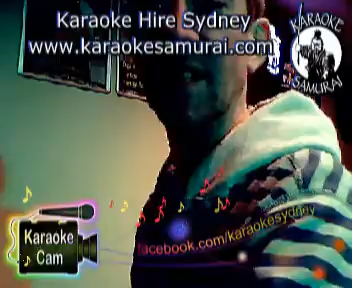 Karaoke Hire Sydney
www.karaokesamurai.com
KARAOKE
SAMURAI
facebook.com/karaokesydney
Karaoke
Cam